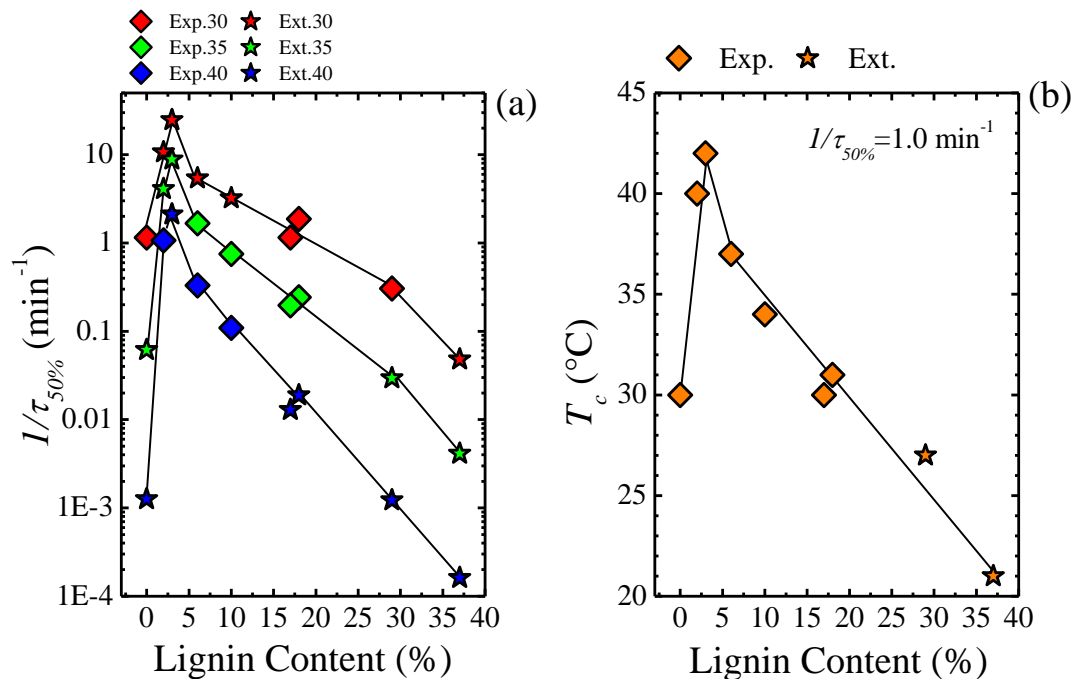 Exp.30 Ext.30
Exp.35 Ext.35
Exp.40 Ext.40
(a)
10
1
0.1
0.01
1E-3
1E-4
1/τ50% (min-1)
0 5 10 15 20 25 30 35 40
Lignin Content (%)
Exp. Ext.
(b)
1/τ50%=1.0 min-1
45
40
35
30
25
20
Tc (°C)
0 5 10 15 20 25 30 35 40
Lignin Content (%)